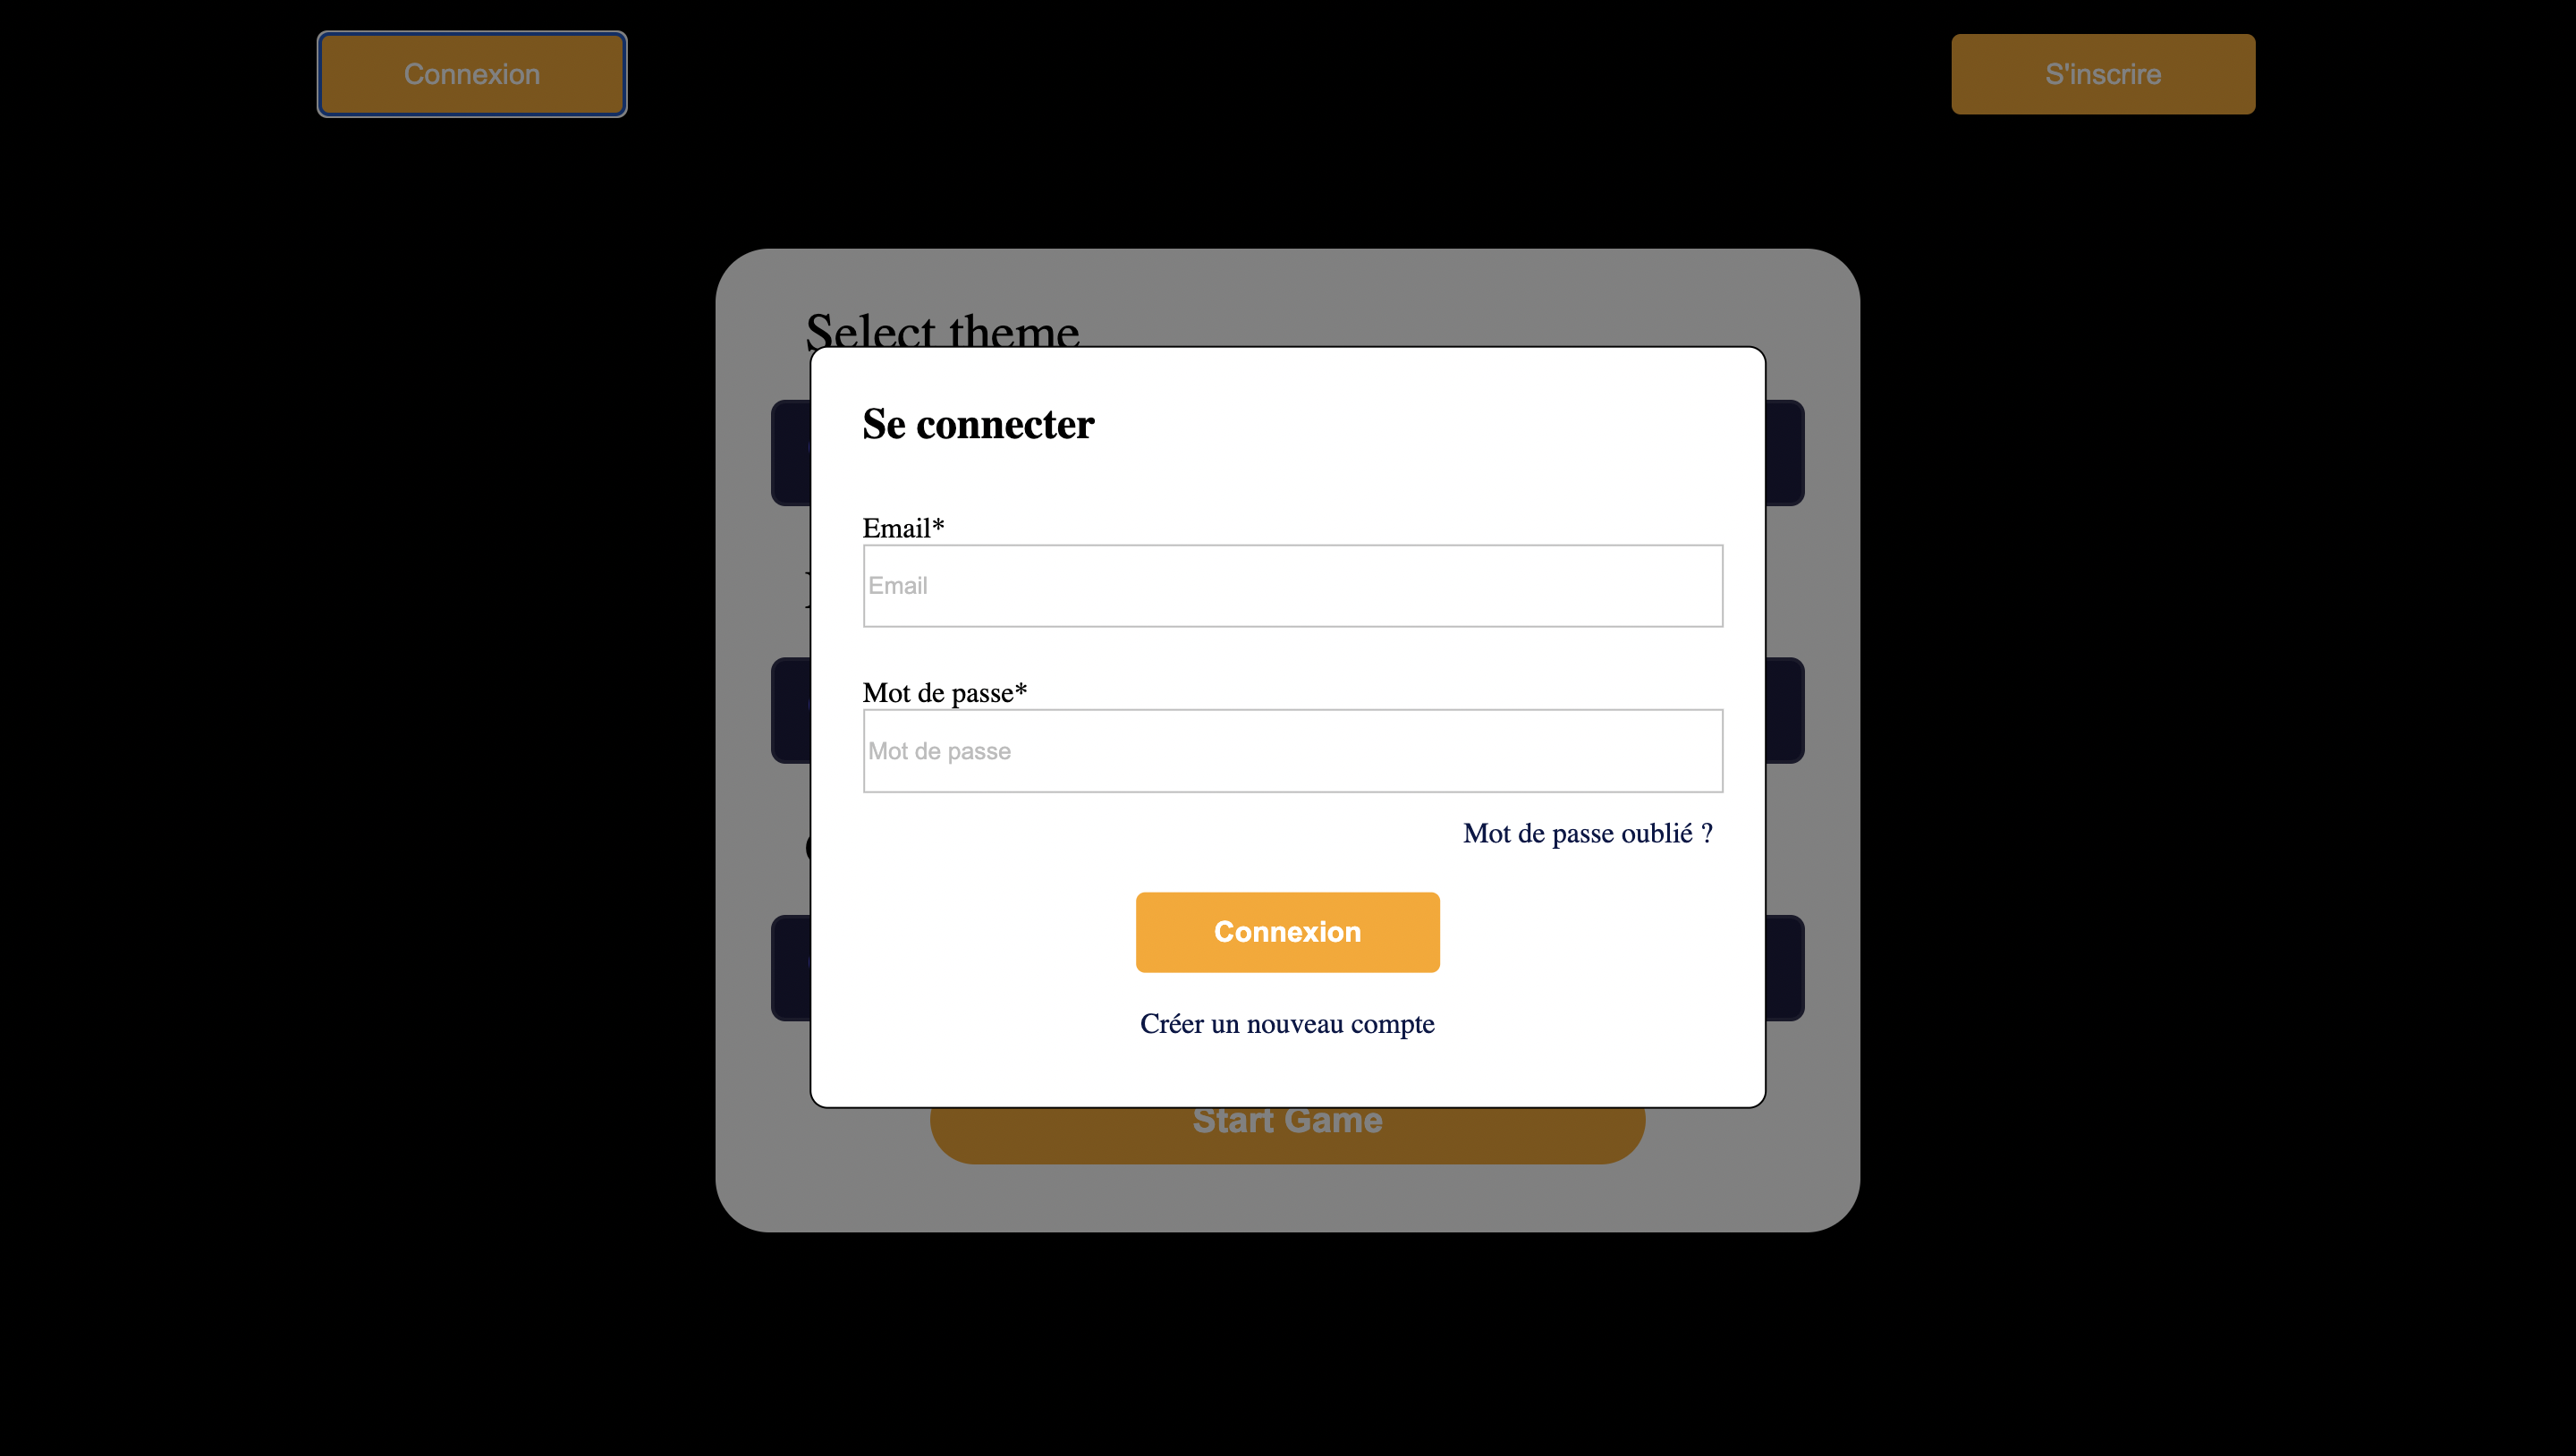 Connexion
S'inscrire
Select theme
Se connecter
Email*
Email
Mot de passe*
Mot de passe
Mot de passe oublié ?
Connexion
Créer un nouveau compte
Start Game